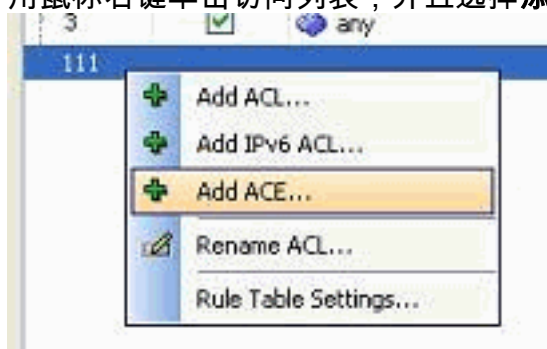 用鼠标右键单击访问列表，并且选择添
3 any
111
Add ACL...
Add IPv6 ACL...
Add ACE...
Rename ACL...
Rule Table Settings...